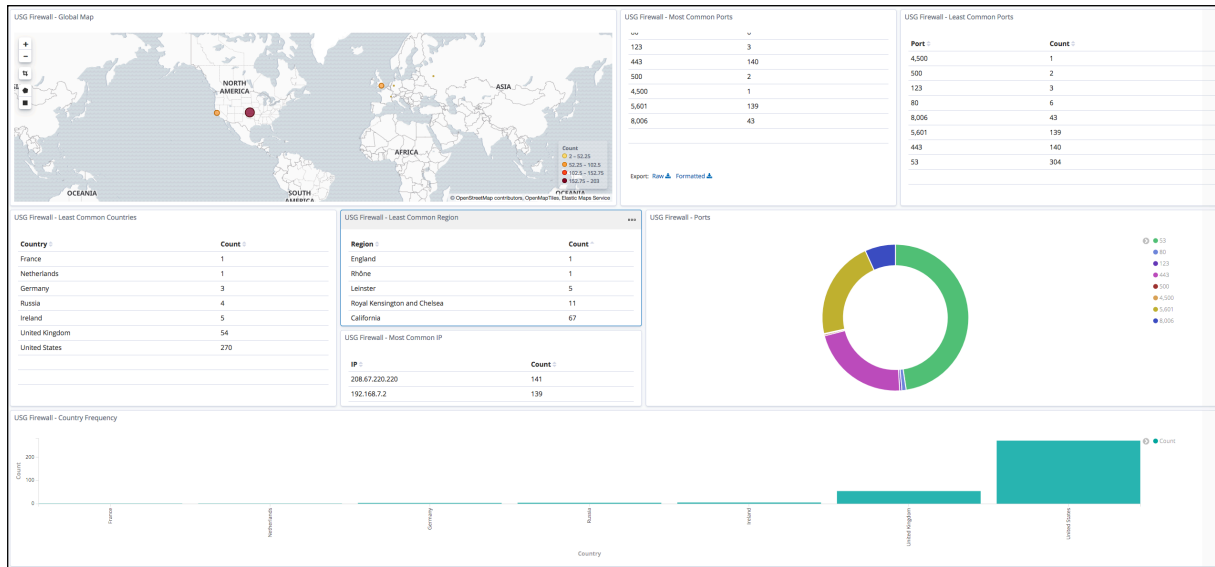 USG Firewall - Global Map
+
−
NORTH
AMERICA
ASIA
AFRICA
OCEANIA
SOUTH
AMERICA
OCEANIA
Count
2 – 52.25
52.25 – 102.5
102.5 – 152.75
152.75 – 203
© OpenStreetMap contributors, OpenMapTiles, Elastic Maps Service
USG Firewall - Most Common Ports
123 3
443 140
500 2
4,500 1
5,601 139
8,006 43
Export: Raw Formatted
USG Firewall - Least Common Ports
Port Count
4,500 1
500 2
123 3
80 6
8,006 43
5,601 139
443 140
53 304
USG Firewall - Least Common Countries
Country Count
France 1
Netherlands 1
Germany 3
Russia 4
Ireland 5
United Kingdom 54
United States 270
USG Firewall - Least Common Region
Region Count
England 1
Rhône 1
Leinster 5
Royal Kensington and Chelsea 11
California 67
USG Firewall - Most Common IP
IP Count
208.67.220.220 141
192.168.7.2 139
USG Firewall - Ports
53
80
123
443
500
4,500
5,601
8,006
USG Firewall - Country Frequency
Count
200
100
0
Count
France
Netherlands
Germany
Russia
Ireland
United Kingdom
United States
Country